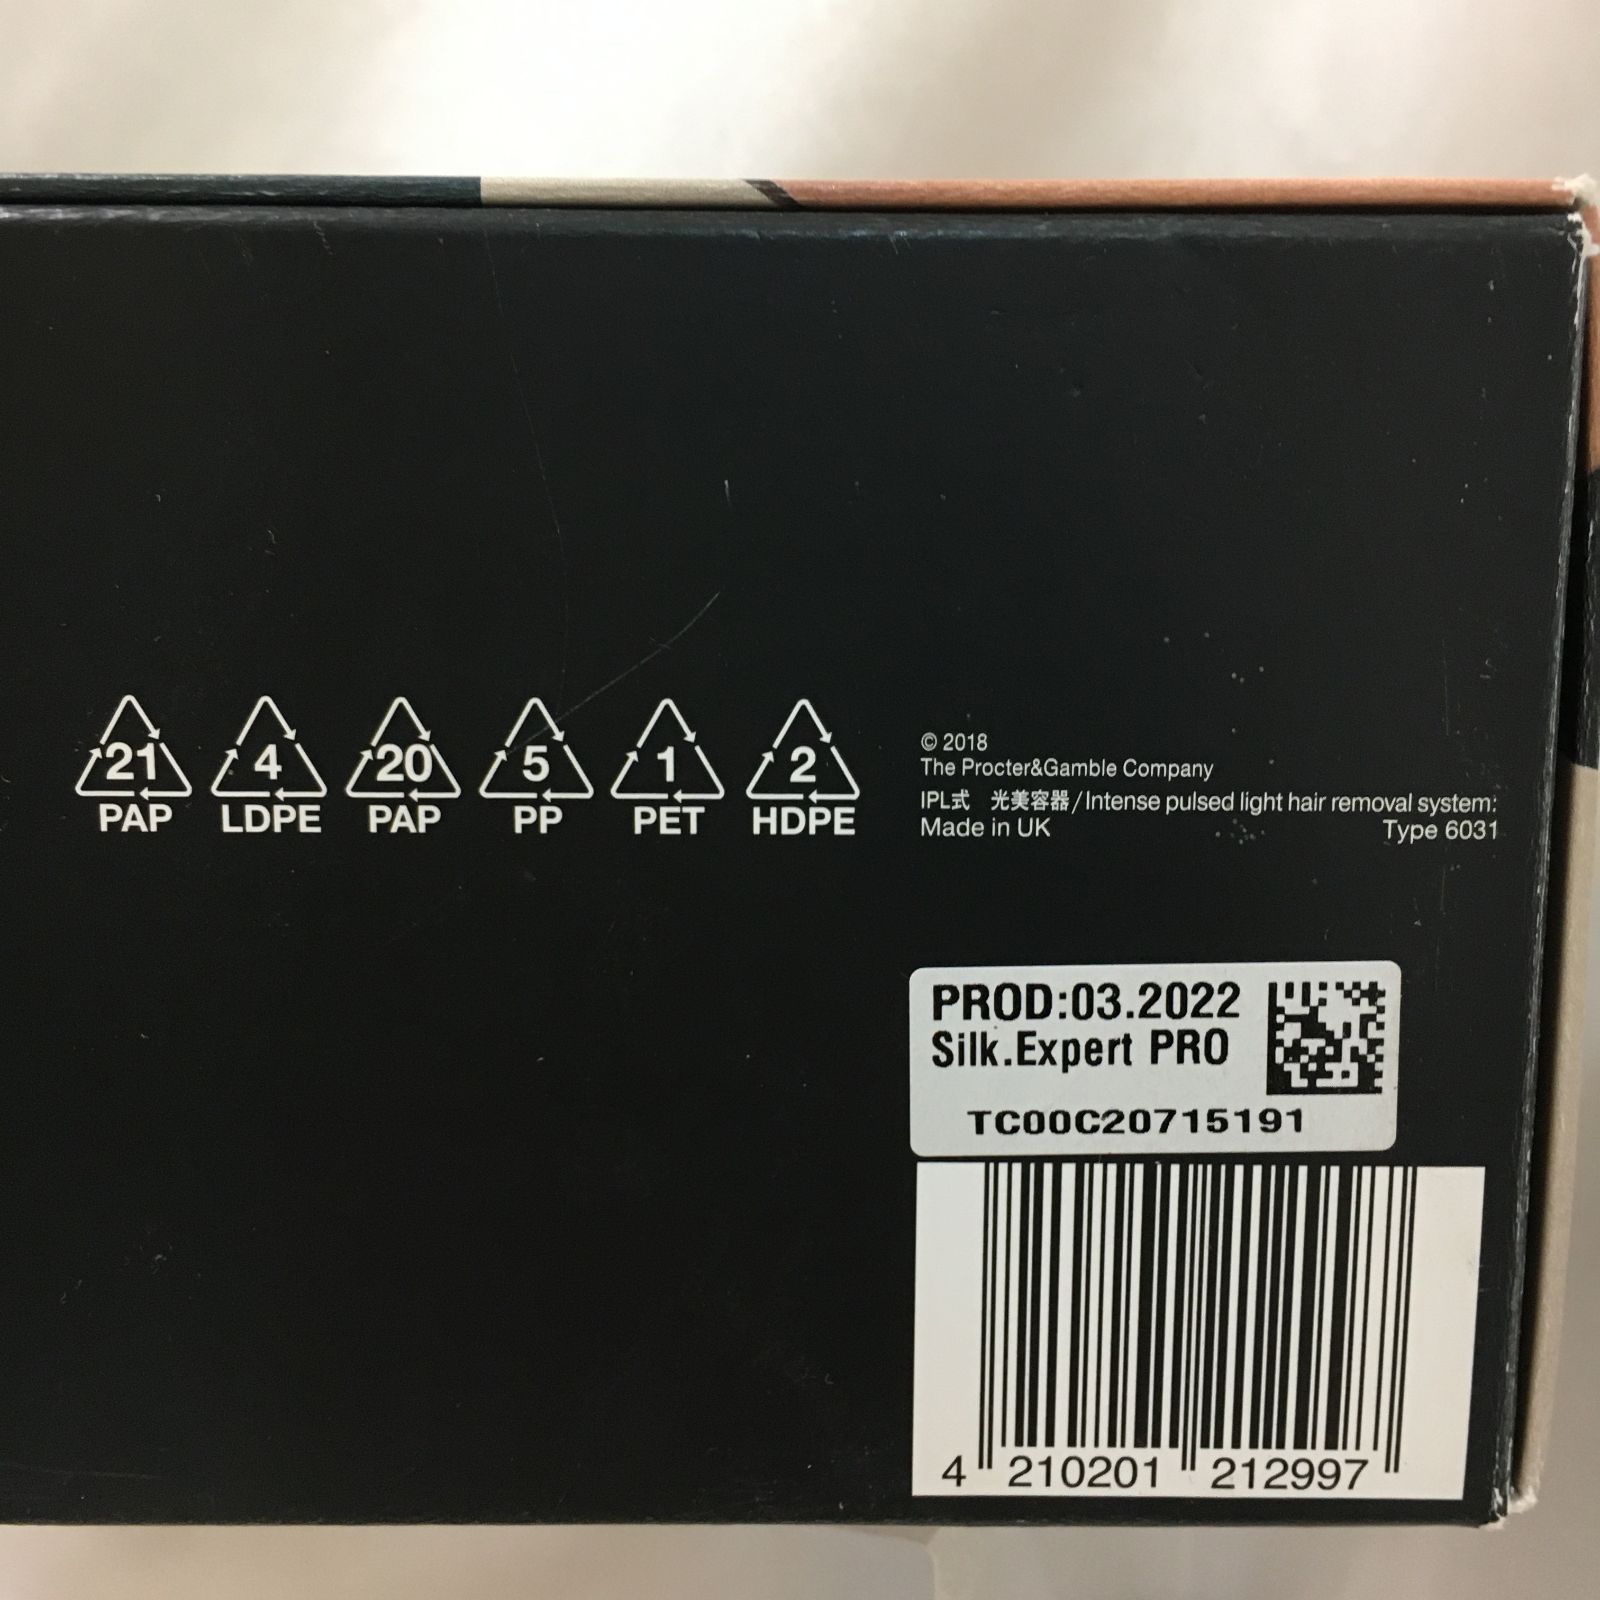 21 4 20 5 1 2
PAP LDPE PAP PP PET HDPE
© 2018
The Procter&Gamble Company
IPL式 光美容器/Intense pulsed light hair removal system:
Made in UK Type 6031
PROD:03.2022
Silk.Expert PRO
TC00C20715191
4 210201 212997